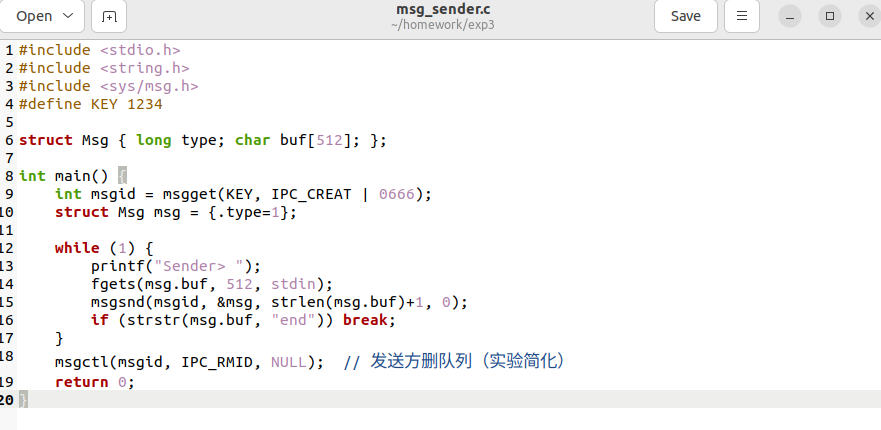 Open
msg_sender.c
~/homework/exp3
Save
1 #include <stdio.h>
2 #include <string.h>
3 #include <sys/msg.h>
4 #define KEY 1234
5
6 struct Msg { long type; char buf[512]; };
7
8 int main() {
9     int msgid = msgget(KEY, IPC_CREAT | 0666);
10     struct Msg msg = {.type=1};
11
12     while (1) {
13         printf("Sender> ");
14         fgets(msg.buf, 512, stdin);
15         msgsnd(msgid, &msg, strlen(msg.buf)+1, 0);
16         if (strstr(msg.buf, "end")) break;
17     }
18     msgctl(msgid, IPC_RMID, NULL);  // 发送方删队列（实验简化）
19     return 0;
20 }